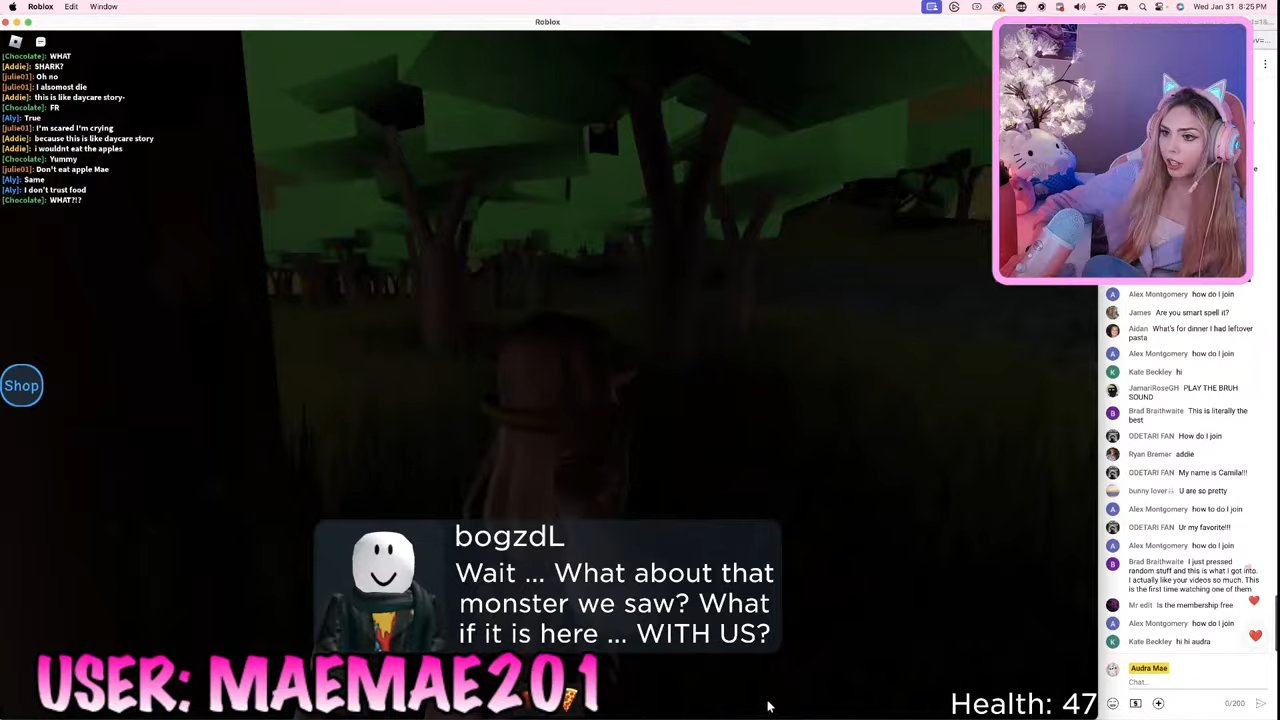 Roblox Edit Window
Wed Jan 31 8:25 PM
Roblox
[Chocolate]: WHAT
[Addie]: SHARK?
[julie01]: Oh no
[julie01]: I alsomost die
[Addie]: this is like daycare story-
[Chocolate]: FR
[Aly]: True
[julie01]: I'm scared I'm crying
[Addie]: because this is like daycare story
[Addie]: i wouldnt eat the apples
[Chocolate]: Yummy
[julie01]: Don't eat apple Mae
[Aly]: Same
[Aly]: I don't trust food
[Chocolate]: WHAT?!?
Shop
bogzdL
Wait ... What about that
monster we saw? What
if it is here ... WITH US?
USER: MAEMAE201
Health: 47
Alex Montgomery how do I join
James Are you smart spell it?
Aidan What's for dinner I had leftover
pasta
Alex Montgomery how do I join
Kate Beckley hi
JamariRoseGH PLAY THE BRUH
SOUND
Brad Braithwaite This is literally the
best
ODETARI FAN How do I join
Ryan Bremer addie
ODETARI FAN My name is Camila!!!
bunny lover U are so pretty
Alex Montgomery how to do I join
ODETARI FAN Ur my favorite!!!
Alex Montgomery how do I join
Brad Braithwaite I just pressed
random stuff and this is what I got into.
I actually like your videos so much. This
is the first time watching one of them
Mr edit Is the membership free
Alex Montgomery how do I join
Kate Beckley hi hi audra
Audra Mae
Chat...
0/200